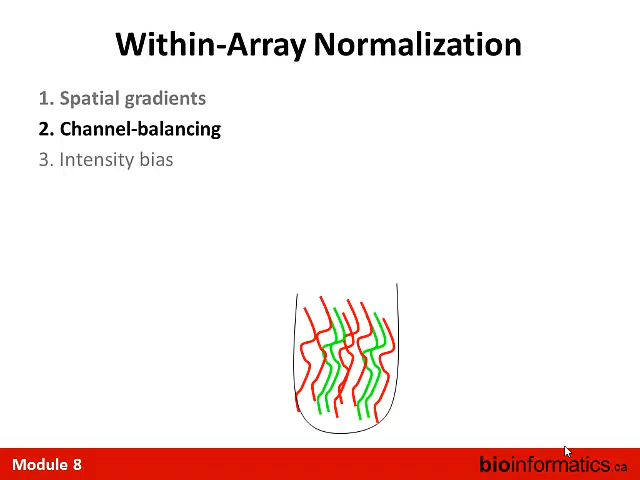 Within-Array Normalization
1. Spatial gradients
2. Channel-balancing
3. Intensity bias
Module 8
bioinformatics.ca